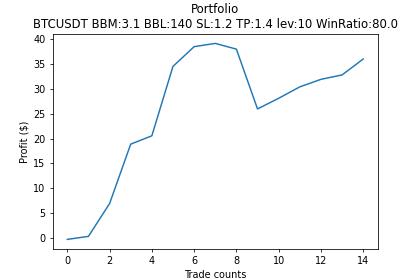 Portfolio
BTCUSDT BBM:3.1 BBL:140 SL:1.2 TP:1.4 lev:10 WinRatio:80.0
40
35
30
25
20
15
10
5
0
Profit ($)
0 2 4 6 8 10 12 14
Trade counts